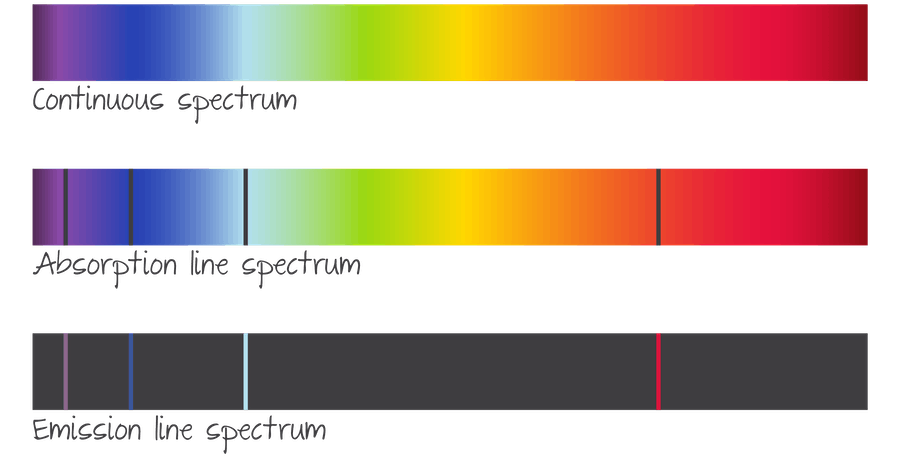 Continuous spectrum
Absorption line spectrum
Emission line spectrum